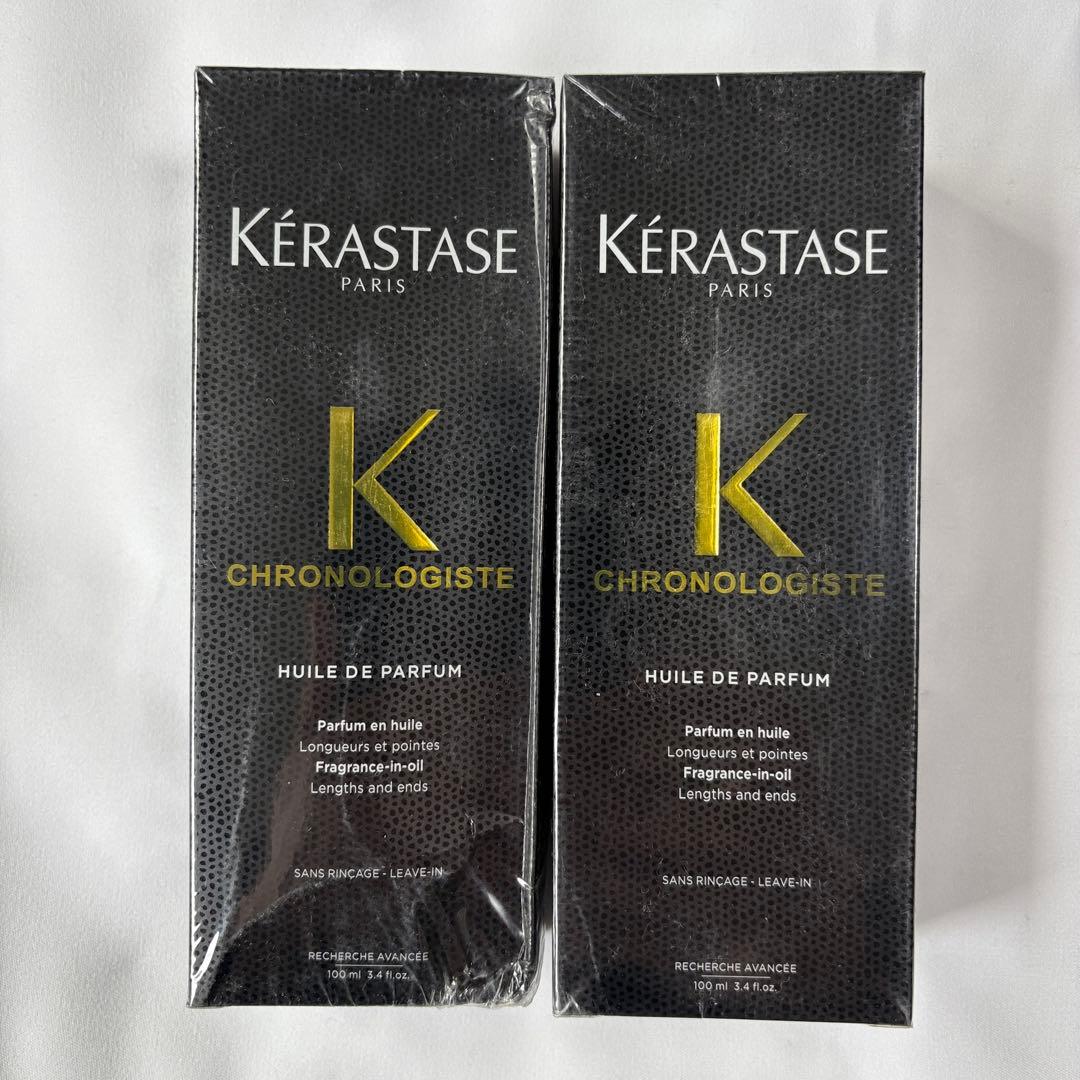 KÉRASTASE
PARIS
K
CHRONOLOGISTE
HUILE DE PARFUM
Parfum en huile
Longueurs et pointes
Fragrance-in-oil
Lengths and ends
SANS RINÇAGE - LEAVE-IN
RECHERCHE AVANCÉE
100 ml 3.4 fl.oz.
KÉRASTASE
PARIS
K
CHRONOLOGISTE
HUILE DE PARFUM
Parfum en huile
Longueurs et pointes
Fragrance-in-oil
Lengths and ends
SANS RINÇAGE - LEAVE-IN
RECHERCHE AVANCÉE
100 ml 3.4 fl.oz.